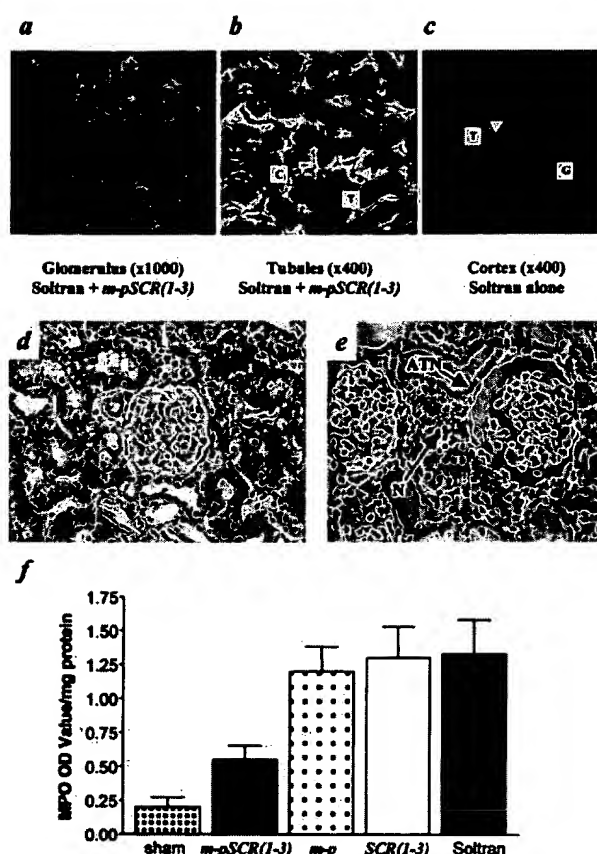 a b c
G T
T G
Glomerulus (x1000) Tubules (x400) Cortex (x400)
Soltran + m-pSCR(1-3) Soltran + m-pSCR(1-3) Soltran alone
d e
ATN
N
f
MPO OD Value/mg protein
1.75
1.50
1.25
1.00
0.75
0.50
0.25
0.00
sham m-pSCR(1-3) m-p SCR(1-3) Soltran